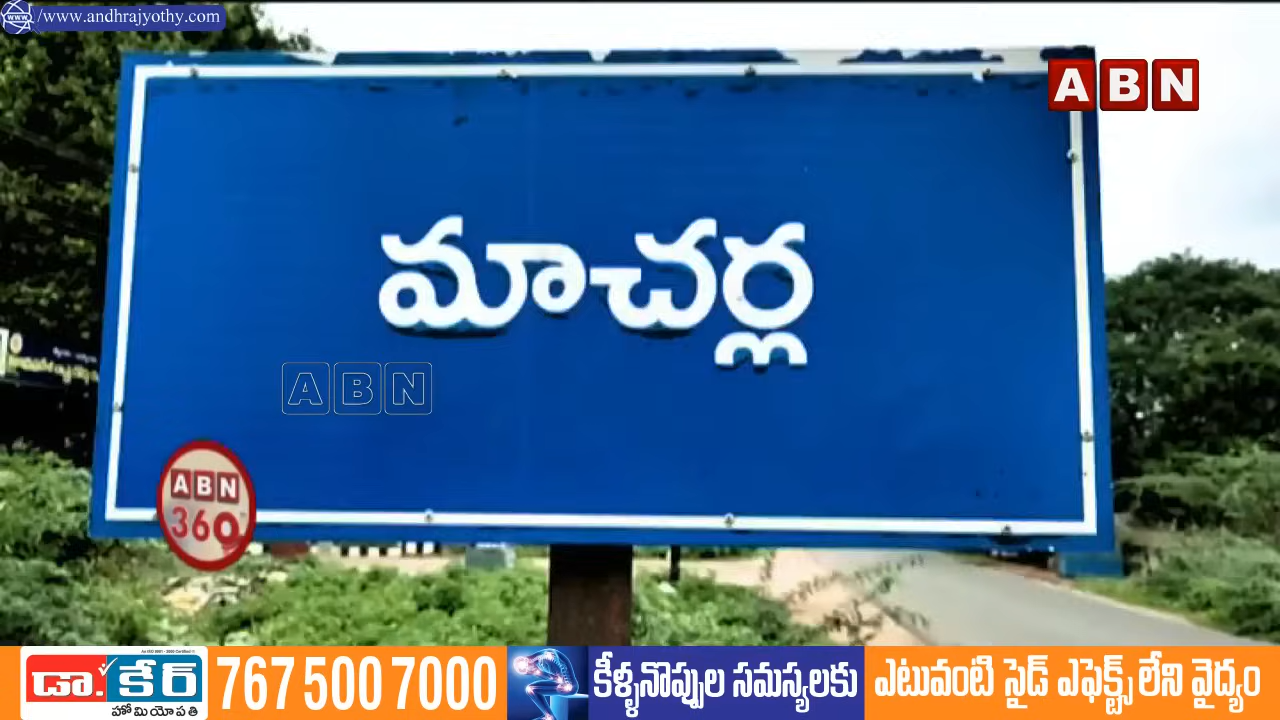 www.andhrajyothy.com
ABN
మాచర్ల
ABN
ABN
360
డా. కేర్
హోమియోపతి
767 500 7000
కీళ్ళనొప్పుల సమస్యలకు
ఎటువంటి సైడ్ ఎఫెక్ట్స్ లేని వైద్యం